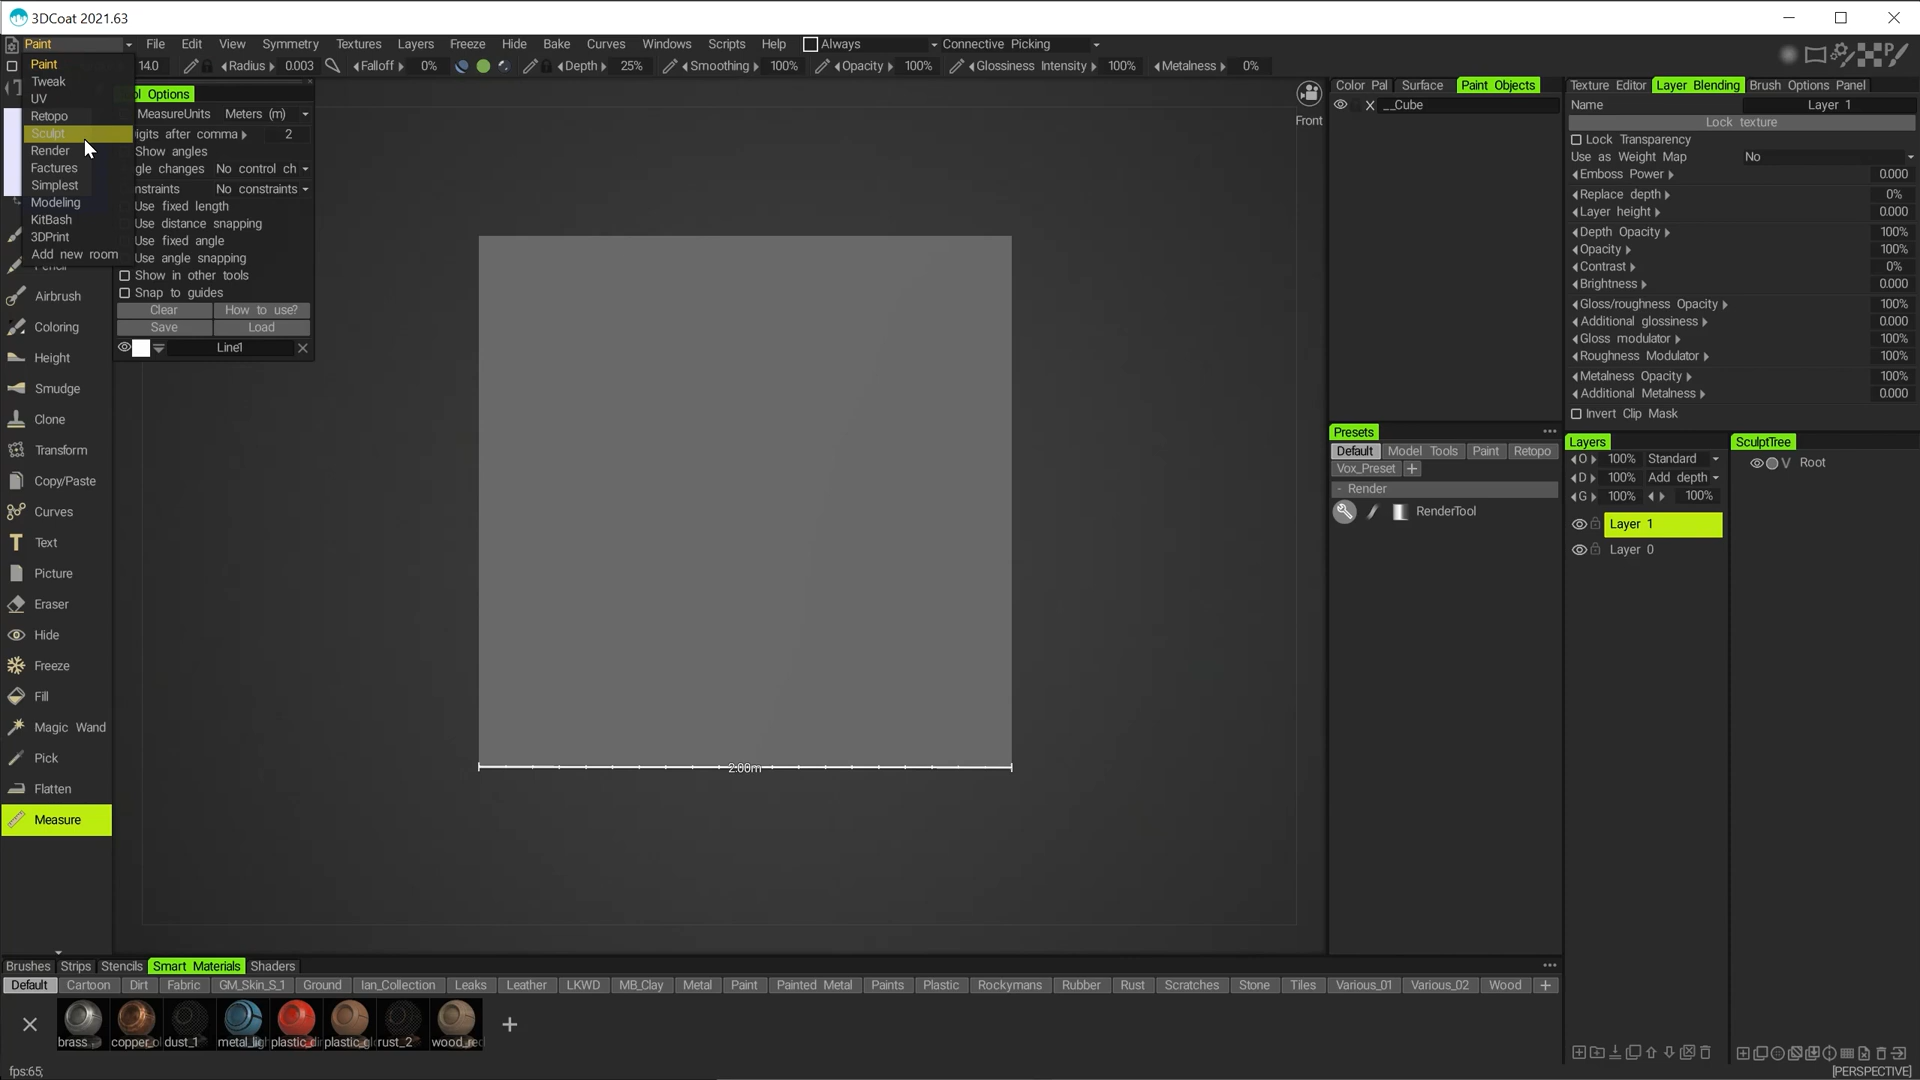 3DCoat 2021.63
Paint File Edit View Symmetry Textures Layers Freeze Hide Bake Curves Windows Scripts Help Always Connective Picking
14.0 Radius 0.003 Falloff 0% Depth 25% Smoothing 100% Opacity 100% Glossiness Intensity 100% Metalness 0%
Paint
Tweak
UV
Retopo
Sculpt
Render
Factures
Simplest
Modeling
KitBash
3DPrint
Add new room
Options
MeasureUnits Meters (m)
igits after comma 2
Show angles
gle changes No control ch
nstraints No constraints
Use fixed length
Use distance snapping
Use fixed angle
Use angle snapping
Show in other tools
Snap to guides
Clear How to use?
Save Load
Line1
Airbrush
Coloring
Height
Smudge
Clone
Transform
Copy/Paste
Curves
Text
Picture
Eraser
Hide
Freeze
Fill
Magic Wand
Pick
Flatten
Measure
Front
2.00m
Color Pal Surface Paint Objects
X __Cube
Presets
Default Model Tools Paint Retopo
Vox_Preset +
- Render
RenderTool
Texture Editor Layer Blending Brush Options Panel
Name Layer 1
Lock texture
Lock Transparency
Use as Weight Map No
Emboss Power 0.000
Replace depth 0%
Layer height 0.000
Depth Opacity 100%
Opacity 100%
Contrast 0%
Brightness 0.000
Gloss/roughness Opacity 100%
Additional glossiness 0.000
Gloss modulator 100%
Roughness Modulator 100%
Metalness Opacity 100%
Additional Metalness 0.000
Invert Clip Mask
Layers
O 100% Standard
D 100% Add depth
G 100% 100%
Layer 1
Layer 0
SculptTree
V Root
Brushes Strips Stencils Smart Materials Shaders
Default Cartoon Dirt Fabric GM_Skin_S_1 Ground Ian_Collection Leaks Leather LKWD MB_Clay Metal Paint Painted Metal Paints Plastic Rockymans Rubber Rust Scratches Stone Tiles Various_01 Various_02 Wood +
brass copper_ol dust_1 metal_ligh plastic_di plastic_gl rust_2 wood_red
fps:65;
[PERSPECTIVE]